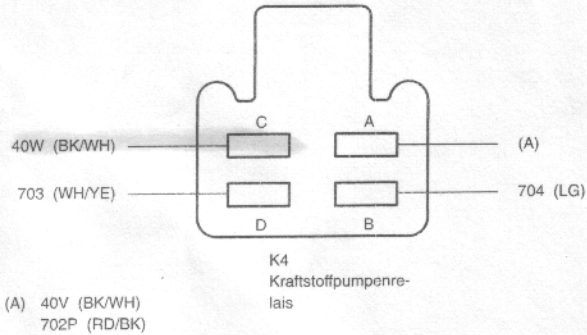 C A
40W (BK/WH) (A)
703 (WH/YE) 704 (LG)
D B
K4
Kraftstoffpumpenre-
lais
(A) 40V (BK/WH)
702P (RD/BK)